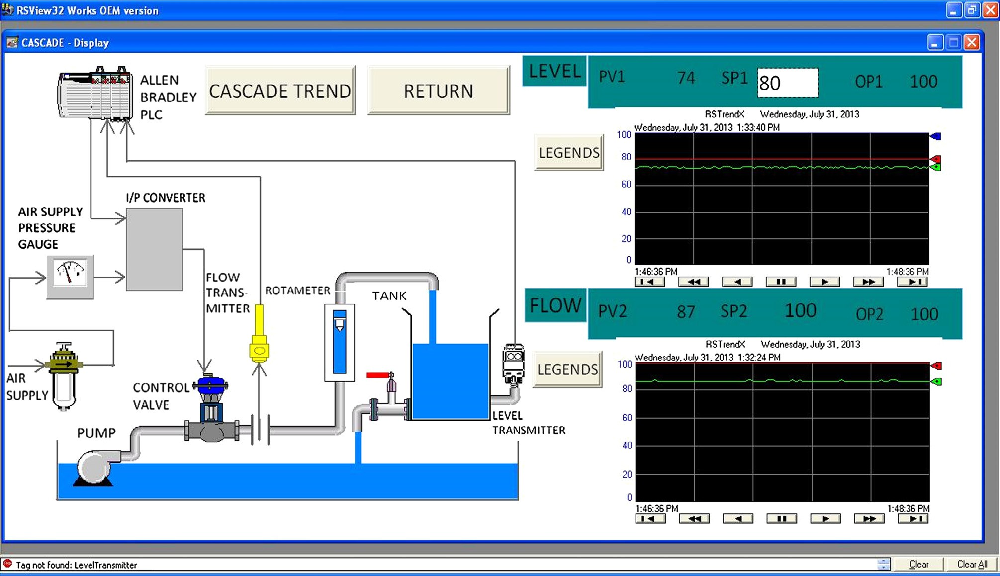 RSView32 Works OEM version
CASCADE - Display
ALLEN
BRADLEY
PLC
CASCADE TREND
RETURN
LEVEL
PV1 74 SP1 80 OP1 100
RSTrendX Wednesday, July 31, 2013
Wednesday, July 31, 2013 1:33:40 PM
LEGENDS
100
80
60
40
20
0
1:46:36 PM 1:48:36 PM
I/P CONVERTER
AIR SUPPLY
PRESSURE
GAUGE
FLOW
TRANS-
MITTER
ROTAMETER
TANK
FLOW
PV2 87 SP2 100 OP2 100
RSTrendX Wednesday, July 31, 2013
Wednesday, July 31, 2013 1:32:24 PM
LEGENDS
100
80
60
40
20
0
1:46:36 PM 1:48:36 PM
AIR
SUPPLY
CONTROL
VALVE
LEVEL
TRANSMITTER
PUMP
Tag not found: LevelTransmitter
Clear
Clear All